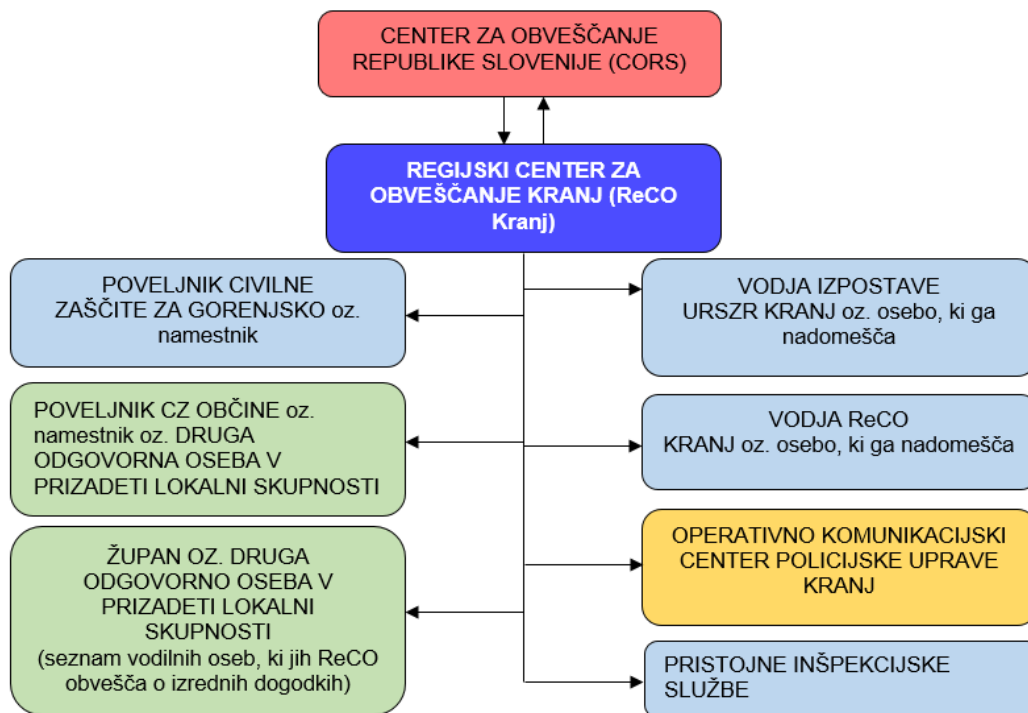 CENTER ZA OBVEŠČANJE
REPUBLIKE SLOVENIJE (CORS)
REGIJSKI CENTER ZA
OBVEŠČANJE KRANJ (ReCO
Kranj)
POVELJNIK CIVILNE
ZAŠČITE ZA GORENJSKO oz.
namestnik
VODJA IZPOSTAVE
URSZR KRANJ oz. osebo, ki ga
nadomešča
POVELJNIK CZ OBČINE oz.
namestnik oz. DRUGA
ODGOVORNA OSEBA V
PRIZADETI LOKALNI SKUPNOSTI
VODJA ReCO
KRANJ oz. osebo, ki ga nadomešča
ŽUPAN OZ. DRUGA
ODGOVORNO OSEBA V
PRIZADETI LOKALNI
SKUPNOSTI
(seznam vodilnih oseb, ki jih ReCO
obvešča o izrednih dogodkih)
OPERATIVNO KOMUNIKACIJSKI
CENTER POLICIJSKE UPRAVE
KRANJ
PRISTOJNE INŠPEKCIJSKE
SLUŽBE